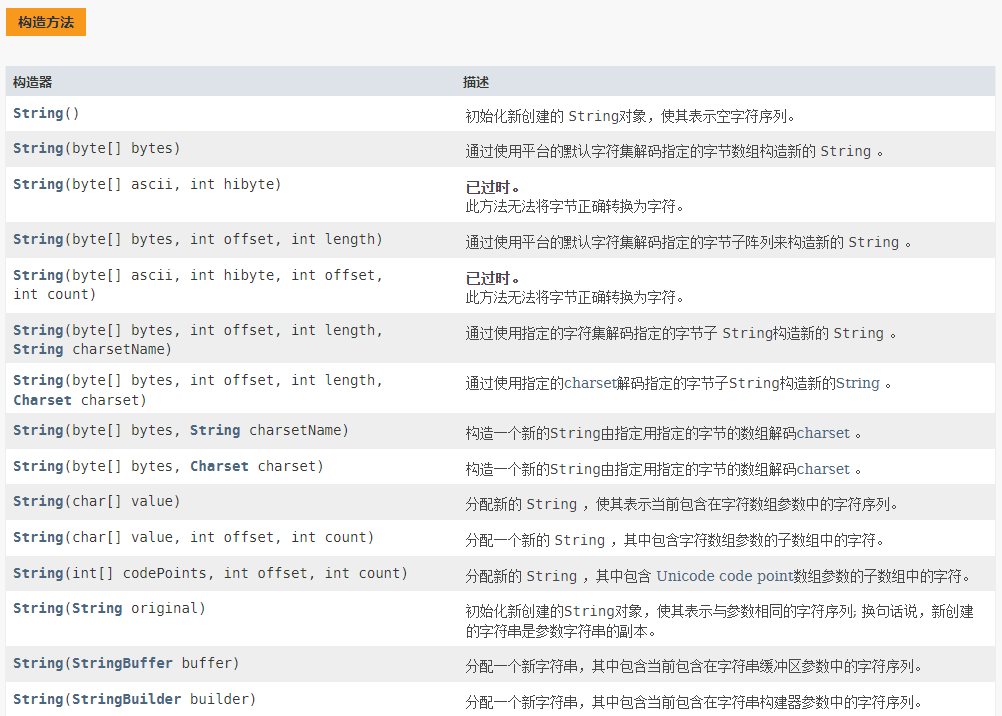 构造方法
构造器 描述
String() 初始化新创建的 String对象，使其表示空字符序列。
String(byte[] bytes) 通过使用平台的默认字符集解码指定的字节数组构造新的 String 。
String(byte[] ascii, int hibyte) 已过时。
此方法无法将字节正确转换为字符。
String(byte[] bytes, int offset, int length) 通过使用平台的默认字符集解码指定的字节子阵列来构造新的 String 。
String(byte[] ascii, int hibyte, int offset, 已过时。
int count) 此方法无法将字节正确转换为字符。
String(byte[] bytes, int offset, int length, 通过使用指定的字符集解码指定的字节子 String构造新的 String 。
String charsetName)
String(byte[] bytes, int offset, int length, 通过使用指定的charset解码指定的字节子String构造新的String 。
Charset charset)
String(byte[] bytes, String charsetName) 构造一个新的String由指定用指定的字节的数组解码charset 。
String(byte[] bytes, Charset charset) 构造一个新的String由指定用指定的字节的数组解码charset 。
String(char[] value) 分配新的 String ，使其表示当前包含在字符数组参数中的字符序列。
String(char[] value, int offset, int count) 分配一个新的 String ，其中包含字符数组参数的子数组中的字符。
String(int[] codePoints, int offset, int count) 分配新的 String ，其中包含 Unicode code point数组参数的子数组中的字符。
String(String original) 初始化新创建的String对象，使其表示与参数相同的字符序列; 换句话说，新创建
的字符串是参数字符串的副本。
String(StringBuffer buffer) 分配一个新字符串，其中包含当前包含在字符串缓冲区参数中的字符序列。
String(StringBuilder builder) 分配一个新字符串，其中包含当前包含在字符串构建器参数中的字符序列。